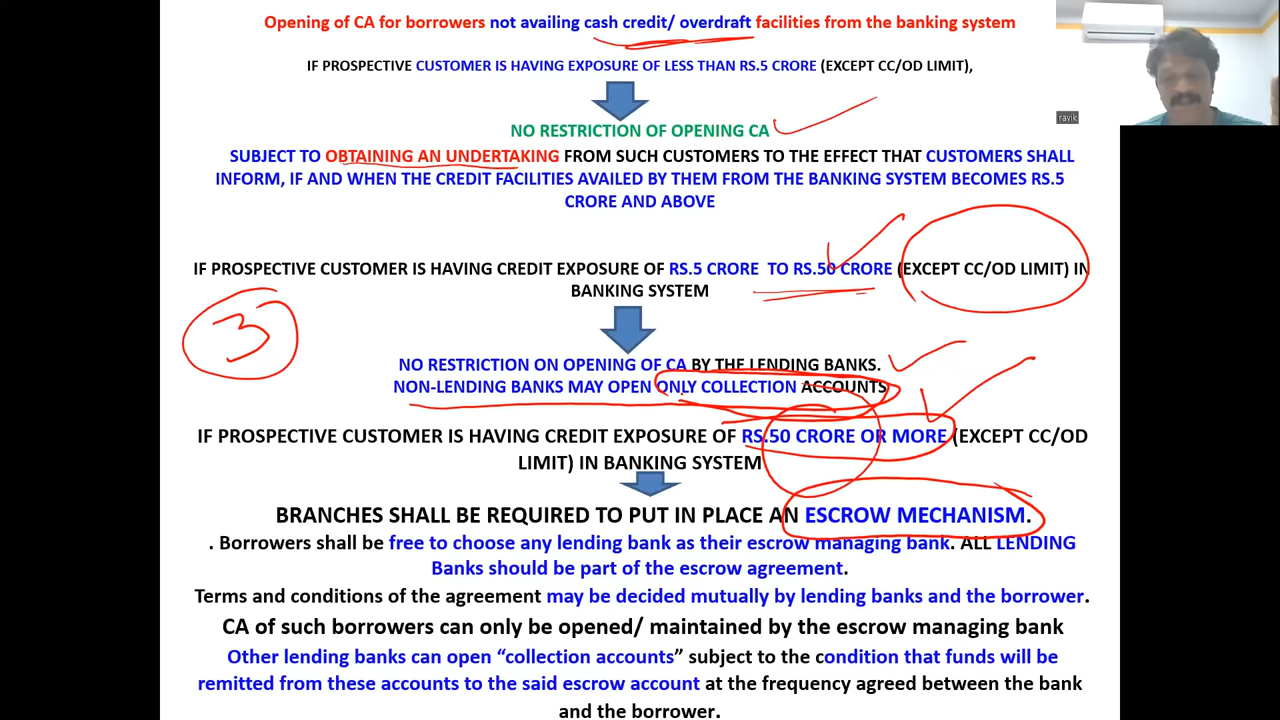 Opening of CA for borrowers not availing cash credit/ overdraft facilities from the banking system
IF PROSPECTIVE CUSTOMER IS HAVING EXPOSURE OF LESS THAN RS.5 CRORE (EXCEPT CC/OD LIMIT),
ravik
NO RESTRICTION OF OPENING CA
SUBJECT TO OBTAINING AN UNDERTAKING FROM SUCH CUSTOMERS TO THE EFFECT THAT CUSTOMERS SHALL
INFORM, IF AND WHEN THE CREDIT FACILITIES AVAILED BY THEM FROM THE BANKING SYSTEM BECOMES RS.5
CRORE AND ABOVE
IF PROSPECTIVE CUSTOMER IS HAVING CREDIT EXPOSURE OF RS.5 CRORE TO RS.50 CRORE (EXCEPT CC/OD LIMIT) IN
BANKING SYSTEM
3
NO RESTRICTION ON OPENING OF CA BY THE LENDING BANKS.
NON-LENDING BANKS MAY OPEN ONLY COLLECTION ACCOUNTS
IF PROSPECTIVE CUSTOMER IS HAVING CREDIT EXPOSURE OF RS.50 CRORE OR MORE (EXCEPT CC/OD
LIMIT) IN BANKING SYSTEM
BRANCHES SHALL BE REQUIRED TO PUT IN PLACE AN ESCROW MECHANISM.
. Borrowers shall be free to choose any lending bank as their escrow managing bank. ALL LENDING
Banks should be part of the escrow agreement.
Terms and conditions of the agreement may be decided mutually by lending banks and the borrower.
CA of such borrowers can only be opened/ maintained by the escrow managing bank
Other lending banks can open “collection accounts” subject to the condition that funds will be
remitted from these accounts to the said escrow account at the frequency agreed between the bank
and the borrower.